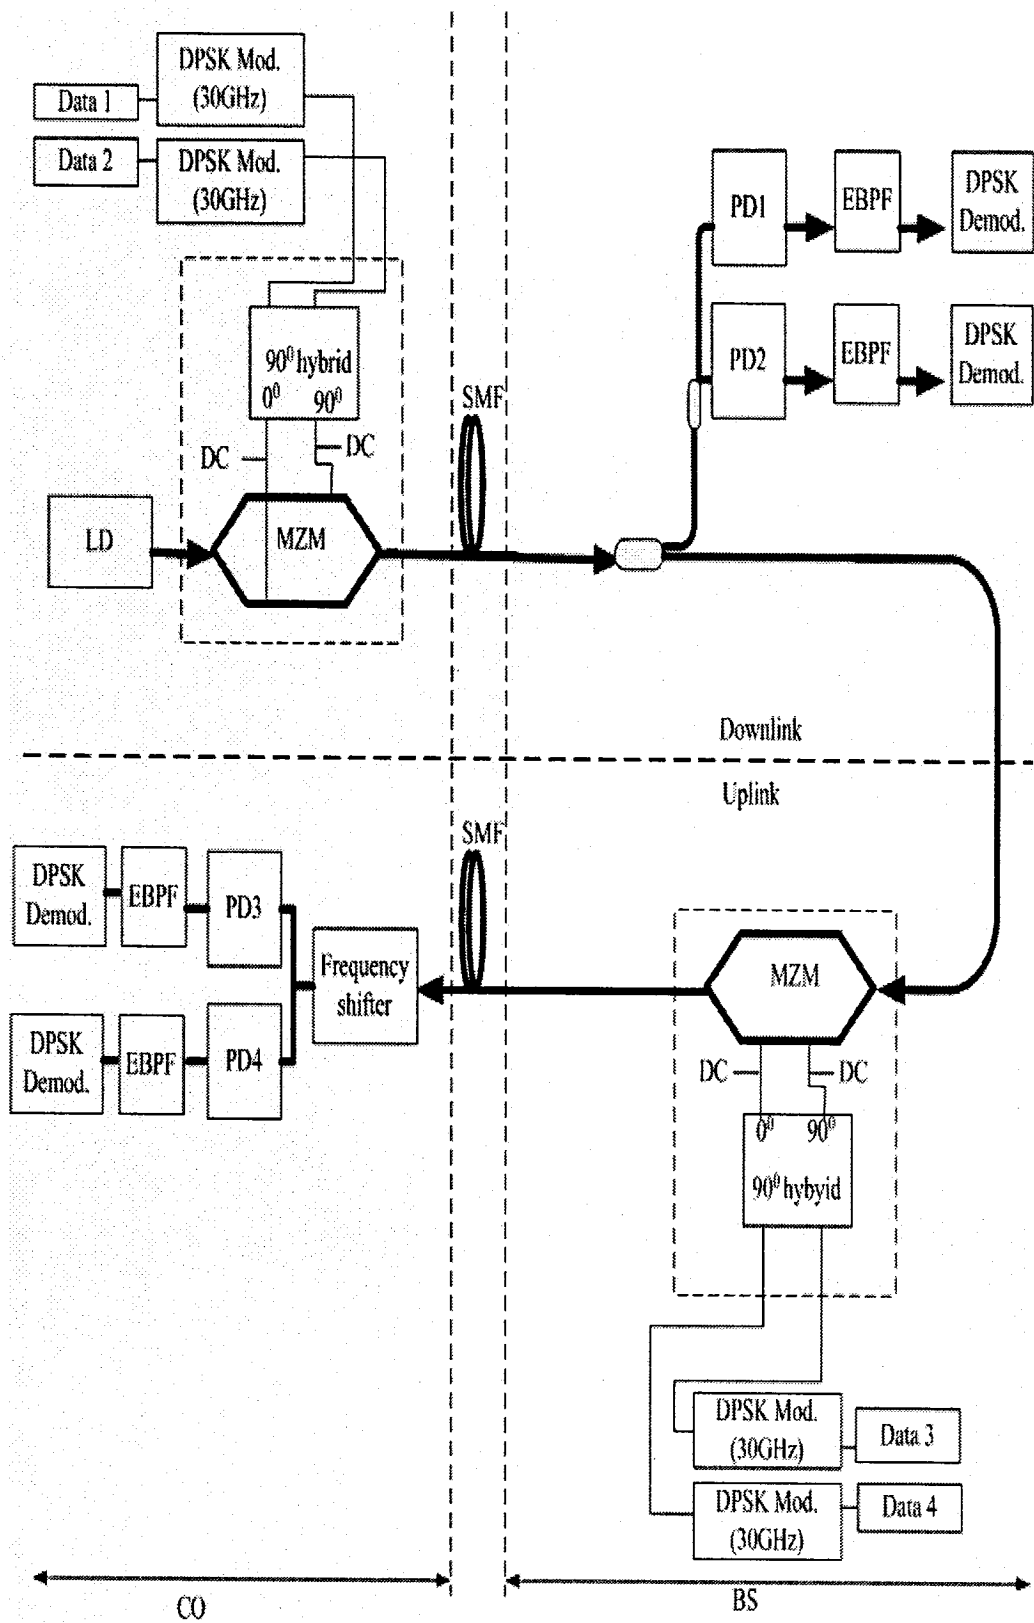 DPSK Mod.
(30GHz)
Data 1
Data 2
DPSK Mod.
(30GHz)
90⁰ hybrid
0⁰ 90⁰
DC
DC
LD
MZM
SMF
PD1
EBPF
DPSK
Demod.
PD2
EBPF
DPSK
Demod.
Downlink
Uplink
SMF
DPSK
Demod.
EBPF
PD3
Frequency
shifter
DPSK
Demod.
EBPF
PD4
MZM
DC
DC
0⁰ 90⁰
90⁰ hybyid
DPSK Mod.
(30GHz)
Data 3
DPSK Mod.
(30GHz)
Data 4
CO
BS